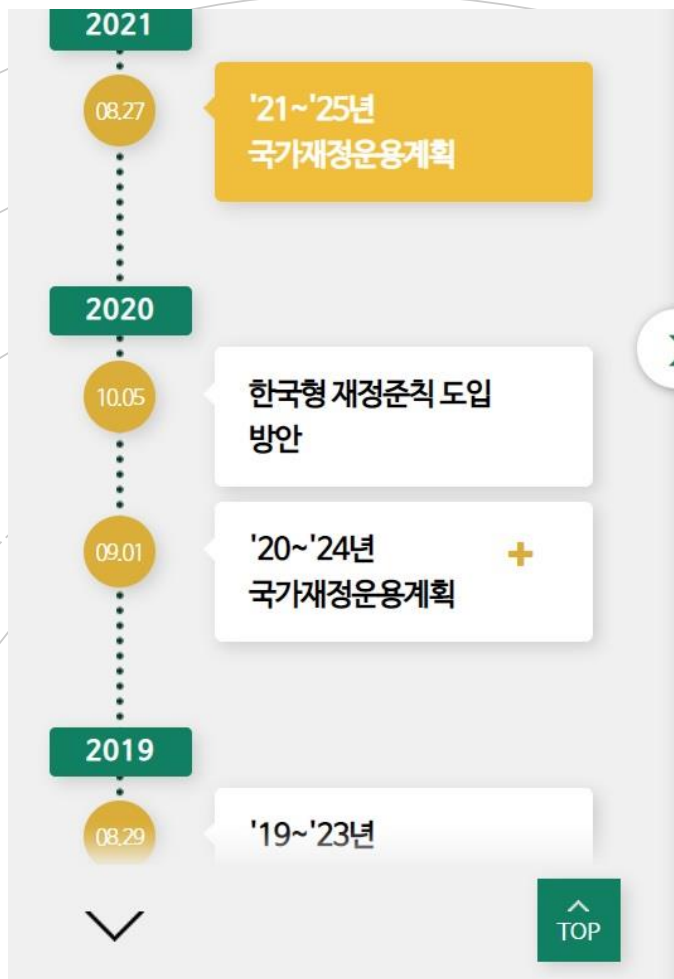 2021
08.27
'21~'25년
국가재정운용계획
2020
10.05
한국형 재정준칙 도입
방안
09.01
'20~'24년
국가재정운용계획
2019
08.29
'19~'23년
TOP